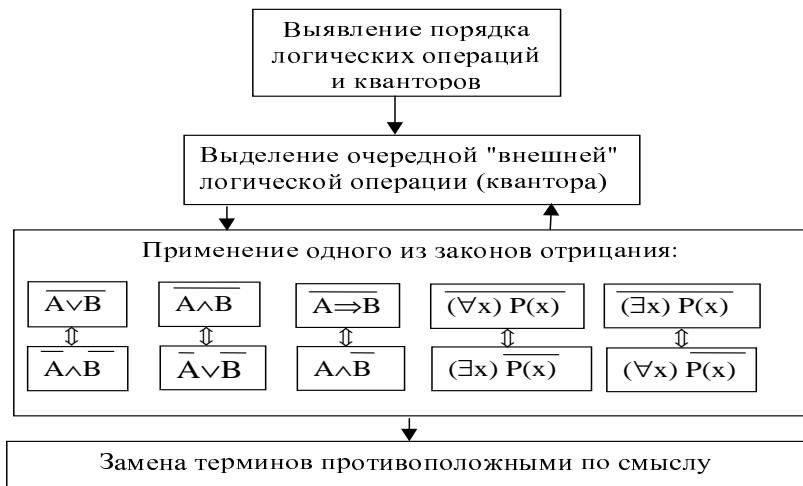 Выявление порядка
логических операций
и кванторов
Выделение очередной "внешней"
логической операции (квантора)
Применение одного из законов отрицания:
A̅∨̅B̅ A̅∧̅B̅ A̅⇒̅B̅ (̅∀̅x̅)̅ ̅P̅(̅x̅)̅ (̅∃̅x̅)̅ ̅P̅(̅x̅)̅
⇕ ⇕ ⇕ ⇕ ⇕
A̅∧B̅ A̅∨B̅ A∧B̅ (∃x) P̅(̅x̅)̅ (∀x) P̅(̅x̅)̅
Замена терминов противоположными по смыслу